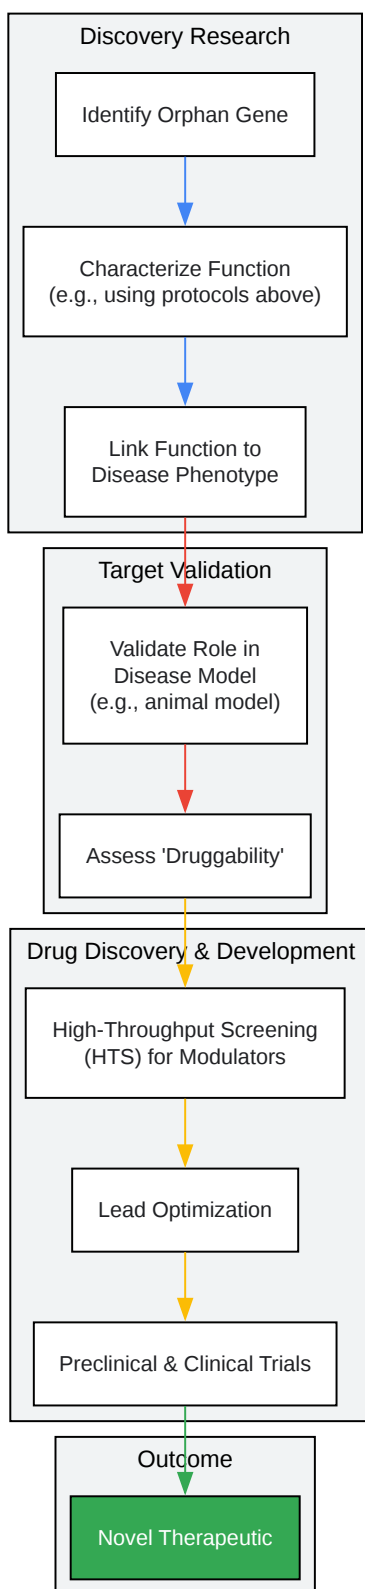 Discovery Research
Identify Orphan Gene
Characterize Function
(e.g., using protocols above)
Link Function to
Disease Phenotype
Target Validation
Validate Role in
Disease Model
(e.g., animal model)
Assess 'Druggability'
Drug Discovery & Development
High-Throughput Screening
(HTS) for Modulators
Lead Optimization
Preclinical & Clinical Trials
Outcome
Novel Therapeutic